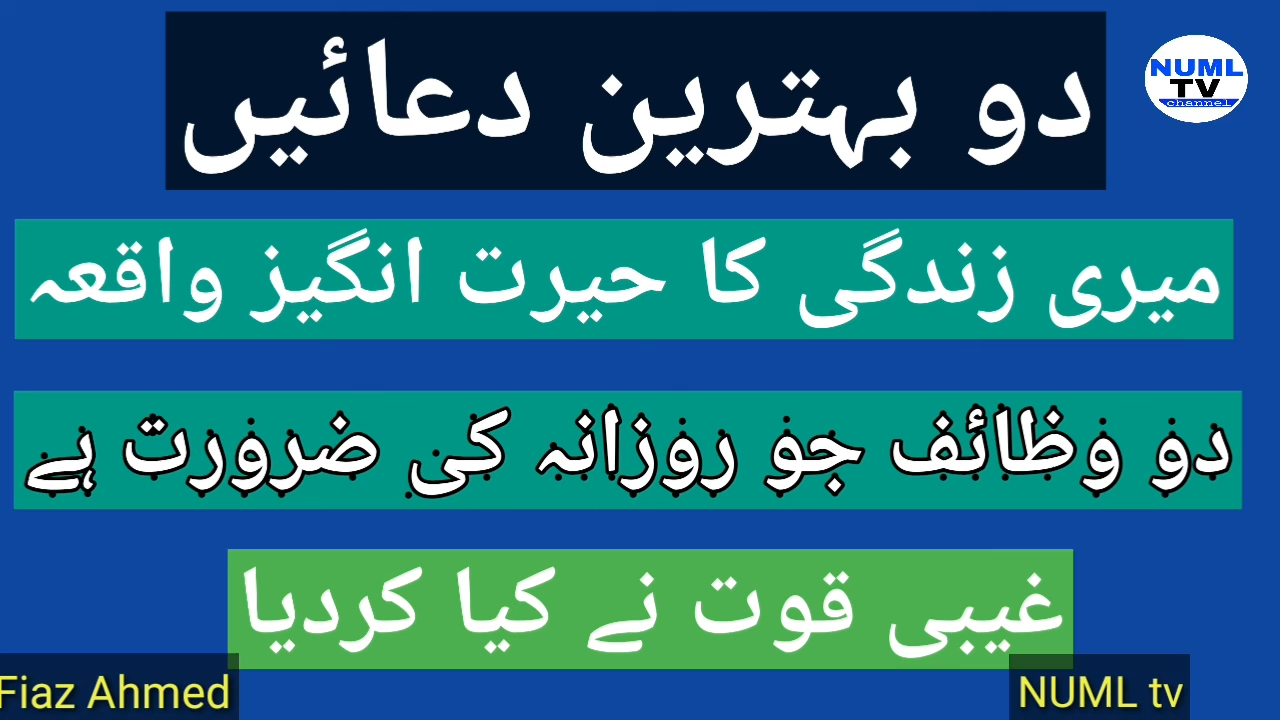 دو بہترین دعائیں
NUML
TV
channel
میری زندگی کا حیرت انگیز واقعہ
دو وظائف جو روزانہ کی ضرورت ہے
غیبی قوت نے کیا کردیا
Fiaz Ahmed
NUML tv